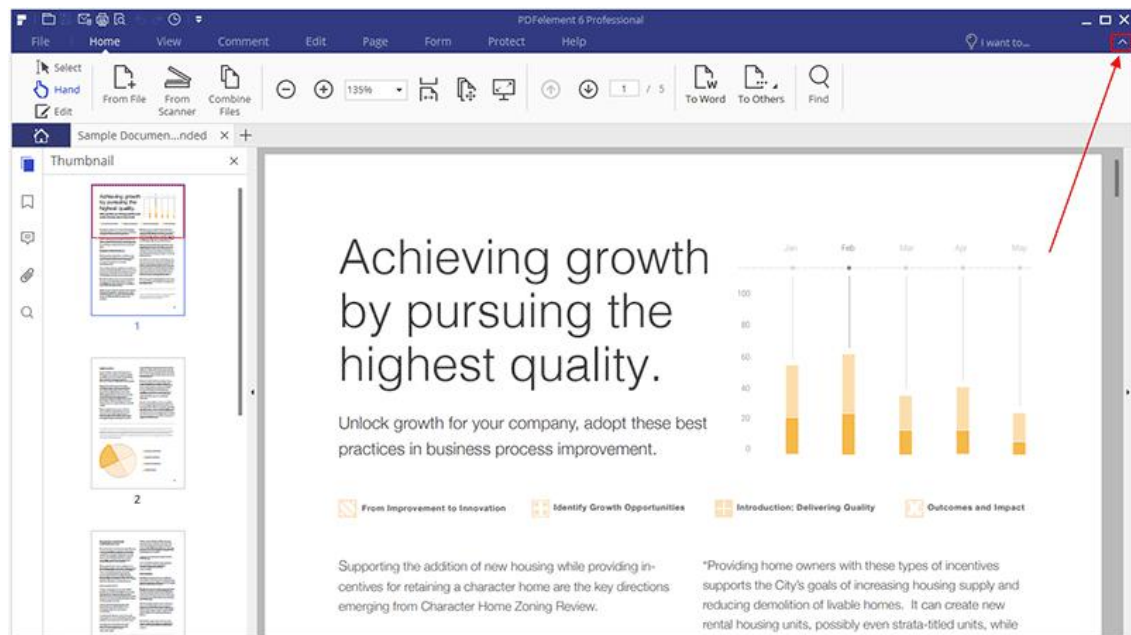 PDFelement 6 Professional
File Home View Comment Edit Page Form Protect Help I want to...
Select
Hand
Edit
From File
From Scanner
Combine Files
135%
1 / 5
To Word
To Others
Find
Sample Documen...nded
Thumbnail
Achieving growth
by pursuing the
highest quality.
1
2
Achieving growth
by pursuing the
highest quality.
Unlock growth for your company, adopt these best
practices in business process improvement.
Jan Feb Mar Apr May
100
80
60
40
20
0
From Improvement to Innovation
Identify Growth Opportunities
Introduction: Delivering Quality
Outcomes and Impact
Supporting the addition of new housing while providing in-
centives for retaining a character home are the key directions
emerging from Character Home Zoning Review.
“Providing home owners with these types of incentives
supports the City’s goals of increasing housing supply and
reducing demolition of livable homes. It can create new
rental housing units, possibly even strata-titled units, while